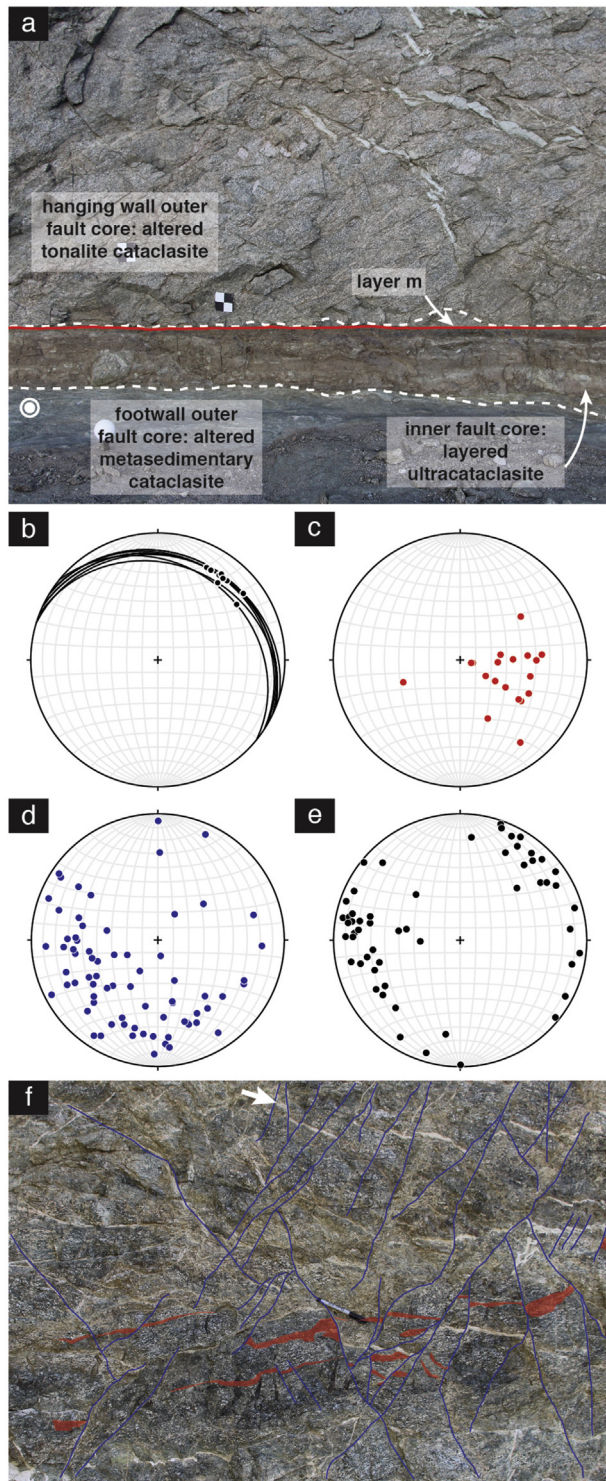 a
hanging wall outer
fault core: altered
tonalite cataclasite
layer m
footwall outer
fault core: altered
metasedimentary
cataclasite
inner fault core:
layered
ultracataclasite
b
c
d
e
f